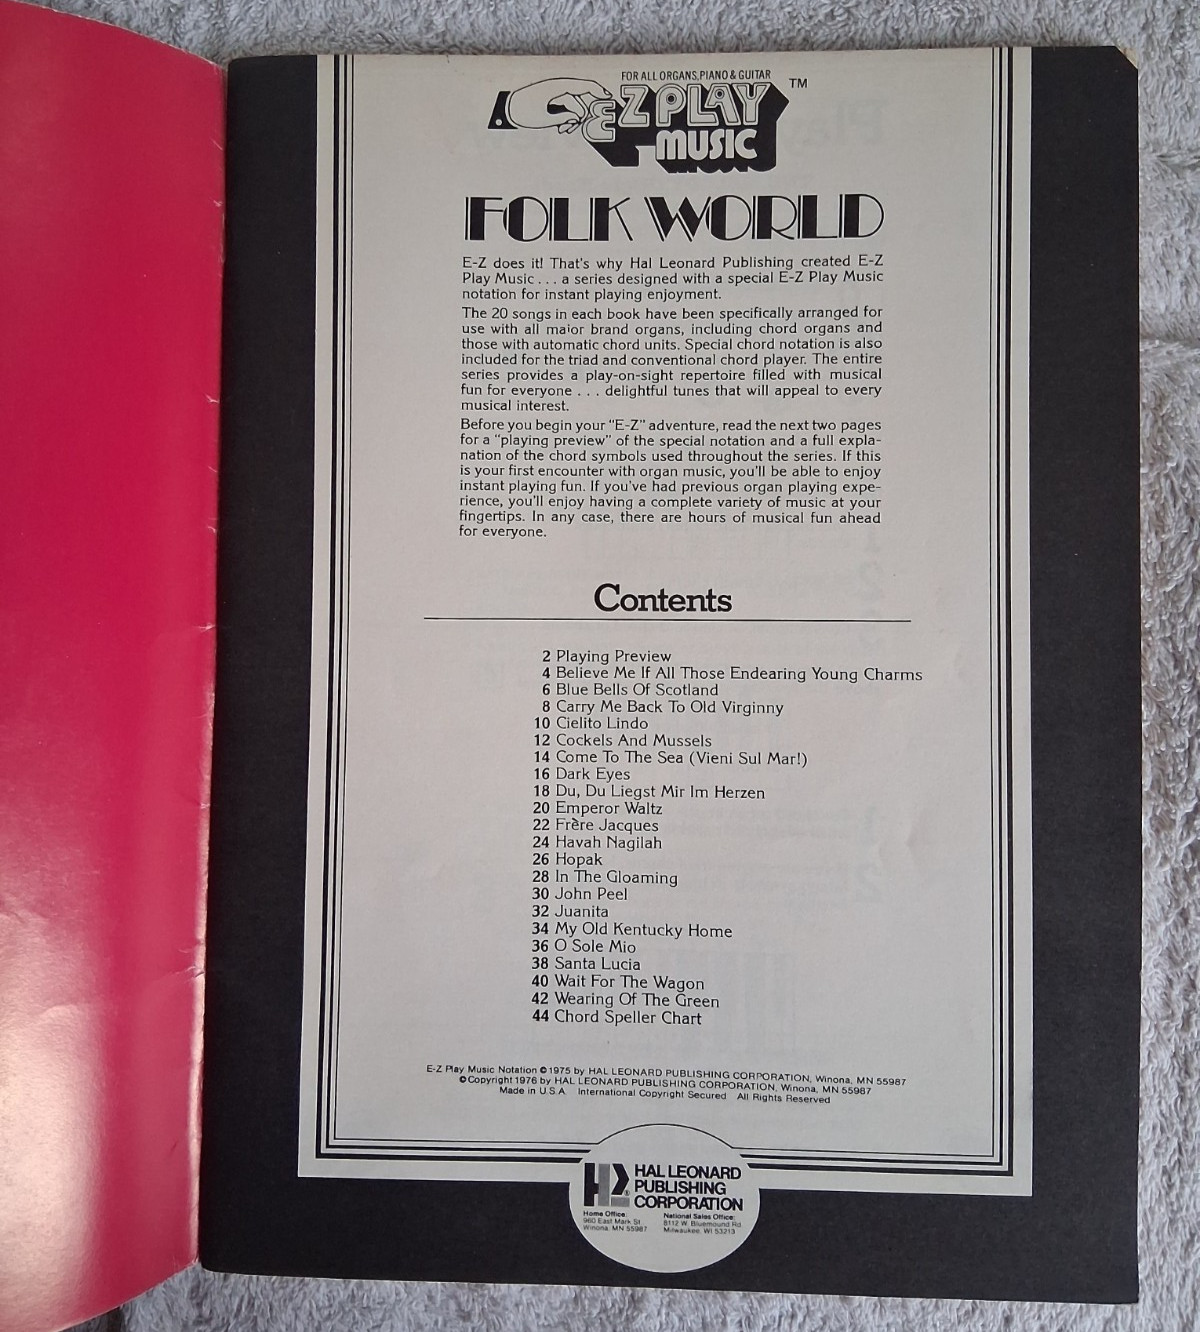 FOR ALL ORGANS, PIANO & GUITAR
E-Z PLAY TM
MUSIC
FOLK WORLD
E-Z does it! That's why Hal Leonard Publishing created E-Z
Play Music . . . a series designed with a special E-Z Play Music
notation for instant playing enjoyment.
The 20 songs in each book have been specifically arranged for
use with all major brand organs, including chord organs and
those with automatic chord units. Special chord notation is also
included for the triad and conventional chord player. The entire
series provides a play-on-sight repertoire filled with musical
fun for everyone . . . delightful tunes that will appeal to every
musical interest.
Before you begin your "E-Z" adventure, read the next two pages
for a "playing preview" of the special notation and a full expla-
nation of the chord symbols used throughout the series. If this
is your first encounter with organ music, you'll be able to enjoy
instant playing fun. If you've had previous organ playing expe-
rience, you'll enjoy having a complete variety of music at your
fingertips. In any case, there are hours of musical fun ahead
for everyone.
Contents
2 Playing Preview
4 Believe Me If All Those Endearing Young Charms
6 Blue Bells Of Scotland
8 Carry Me Back To Old Virginny
10 Cielito Lindo
12 Cockels And Mussels
14 Come To The Sea (Vieni Sul Mar!)
16 Dark Eyes
18 Du, Du Liegst Mir Im Herzen
20 Emperor Waltz
22 Frère Jacques
24 Havah Nagilah
26 Hopak
28 In The Gloaming
30 John Peel
32 Juanita
34 My Old Kentucky Home
36 O Sole Mio
38 Santa Lucia
40 Wait For The Wagon
42 Wearing Of The Green
44 Chord Speller Chart
E-Z Play Music Notation © 1975 by HAL LEONARD PUBLISHING CORPORATION, Winona, MN 55987
© Copyright 1976 by HAL LEONARD PUBLISHING CORPORATION, Winona, MN 55987
Made in U.S.A. International Copyright Secured All Rights Reserved
HAL LEONARD
PUBLISHING
CORPORATION
Home Office: National Sales Office:
960 East Mark St 8112 W. Bluemound Rd
Winona, MN 55987 Milwaukee, WI 53213